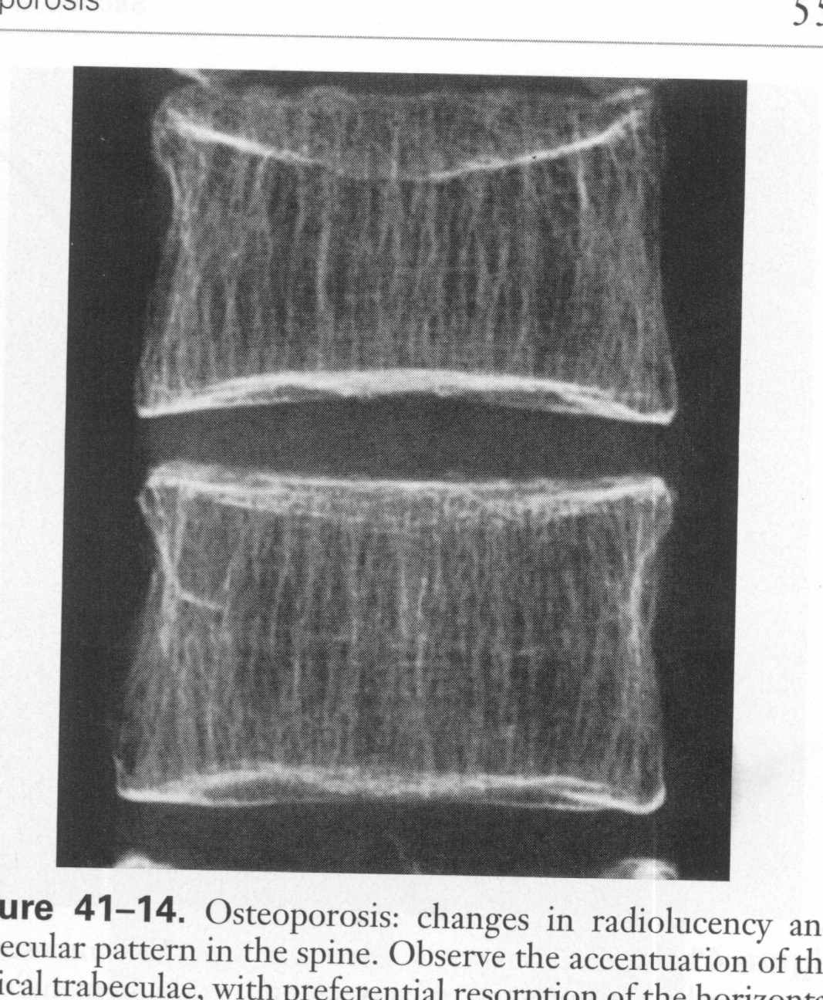 porosis
55
ure 41–14. Osteoporosis: changes in radiolucency an
ecular pattern in the spine. Observe the accentuation of th
ical trabeculae, with preferential resorption of the horizonta